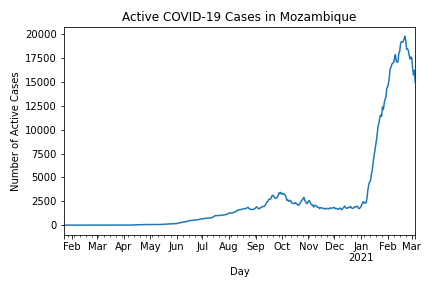 Active COVID-19 Cases in Mozambique
Number of Active Cases
20000
17500
15000
12500
10000
7500
5000
2500
0
Feb Mar Apr May Jun Jul Aug Sep Oct Nov Dec Jan Feb Mar
2021
Day